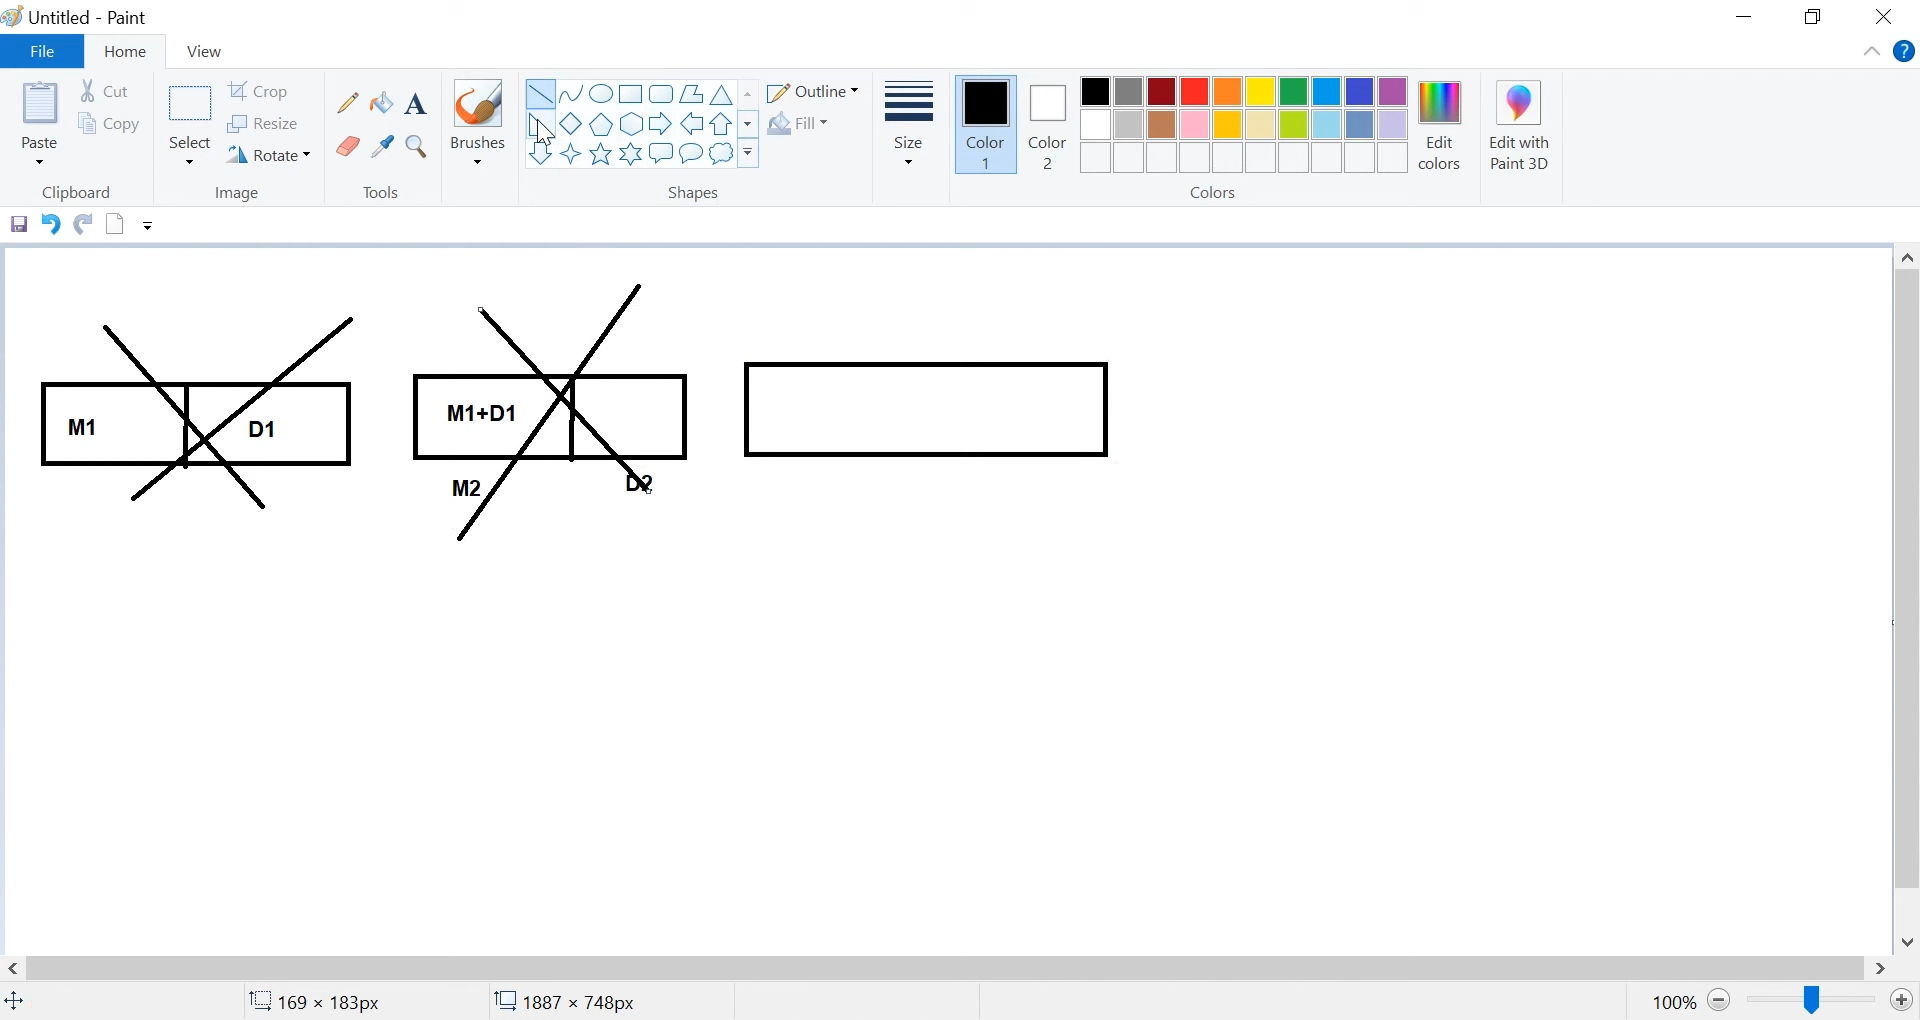 Untitled - Paint
File Home View
Paste
Cut
Copy
Clipboard
Select
Crop
Resize
Rotate
Image
A
Tools
Brushes
Shapes
Outline
Fill
Size
Color
1
Color
2
Colors
Edit
colors
Edit with
Paint 3D
?
M1 D1
M1+D1
M2 D2
169 × 183px
1887 × 748px
100%